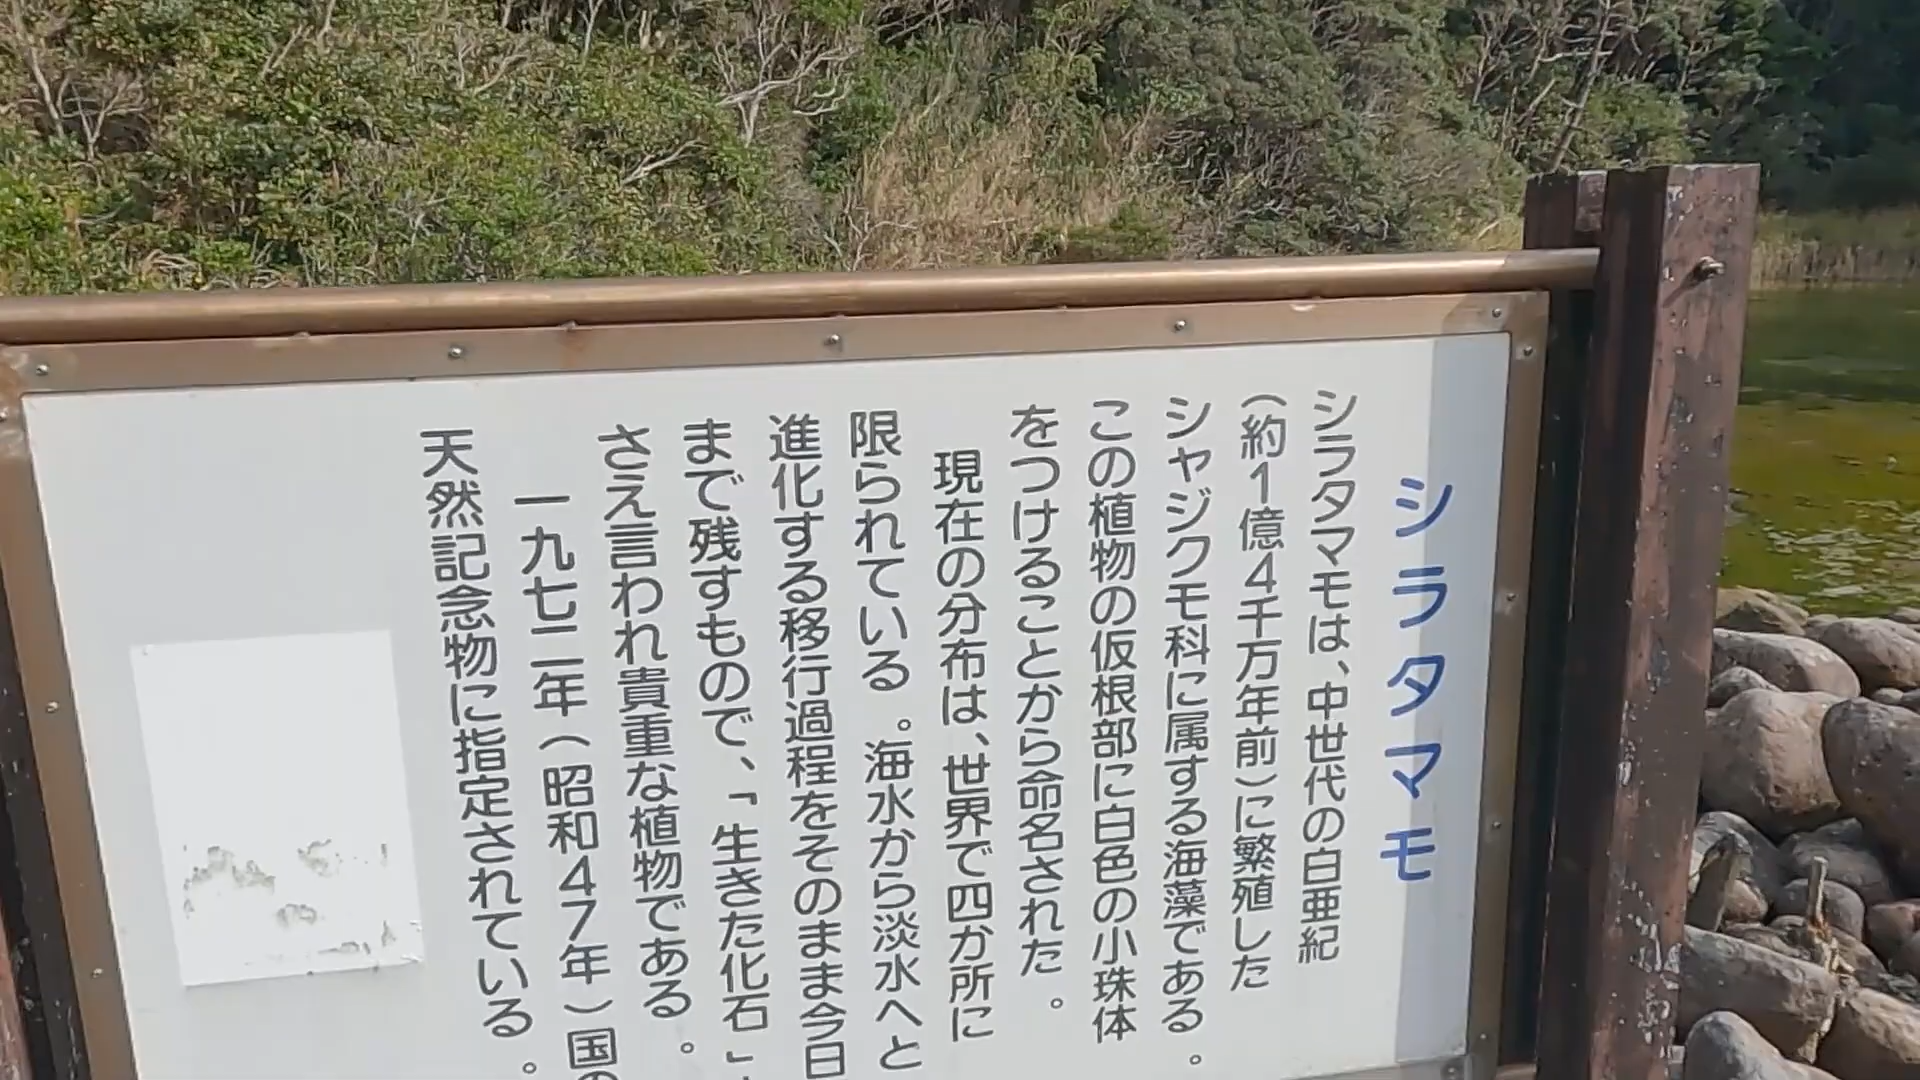 シラタマモ
シラタマモは、中世代の白亜紀
（約1億4千万年前）に繁殖した
シャジクモ科に属する海藻である。
この植物の仮根部に白色の小珠体
をつけることから命名された。
現在の分布は、世界で四か所に
限られている。海水から淡水へと
進化する移行過程をそのまま今日
まで残すもので、「生きた化石」
さえ言われ貴重な植物である。
一九七二年（昭和47年）国の
天然記念物に指定されている。